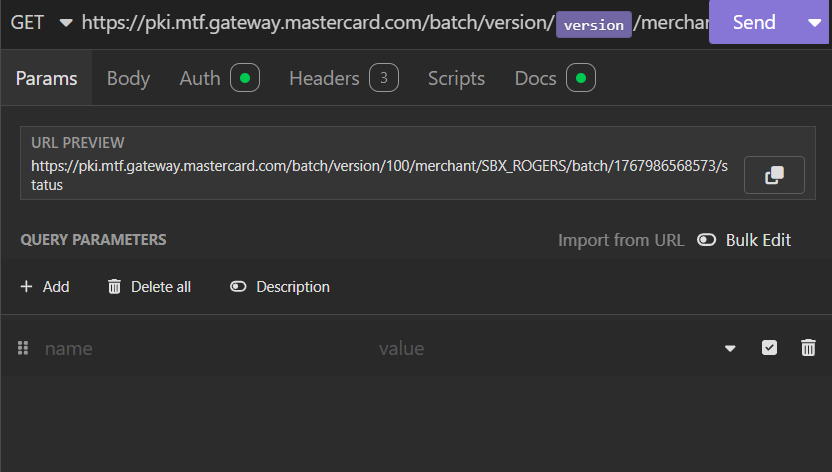 GET https://pki.mtf.gateway.mastercard.com/batch/version/ version /merchan Send
Params Body Auth Headers 3 Scripts Docs
URL PREVIEW
https://pki.mtf.gateway.mastercard.com/batch/version/100/merchant/SBX_ROGERS/batch/1767986568573/s
tatus
QUERY PARAMETERS Import from URL Bulk Edit
Add Delete all Description
name value